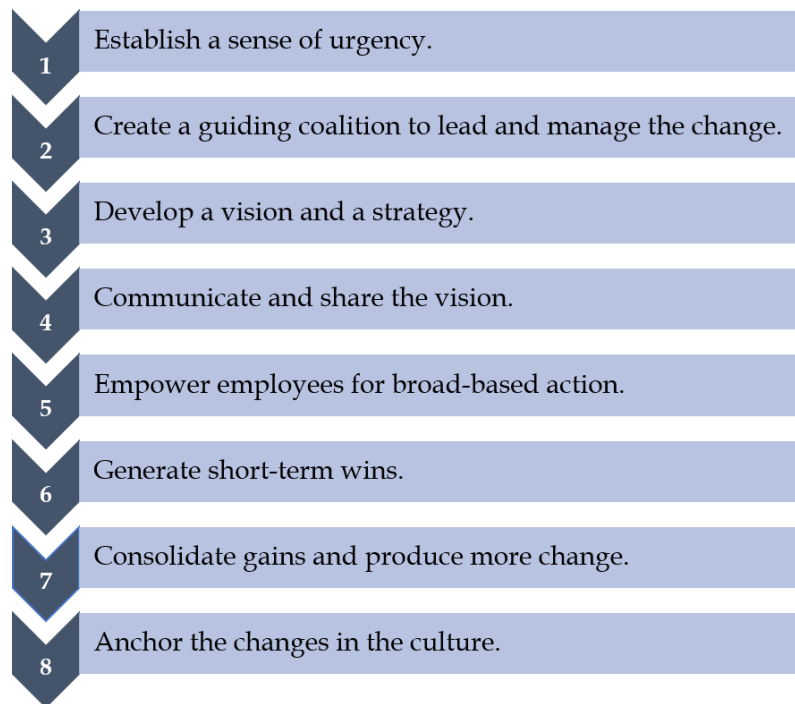 1 Establish a sense of urgency.
2 Create a guiding coalition to lead and manage the change.
3 Develop a vision and a strategy.
4 Communicate and share the vision.
5 Empower employees for broad-based action.
6 Generate short-term wins.
7 Consolidate gains and produce more change.
8 Anchor the changes in the culture.